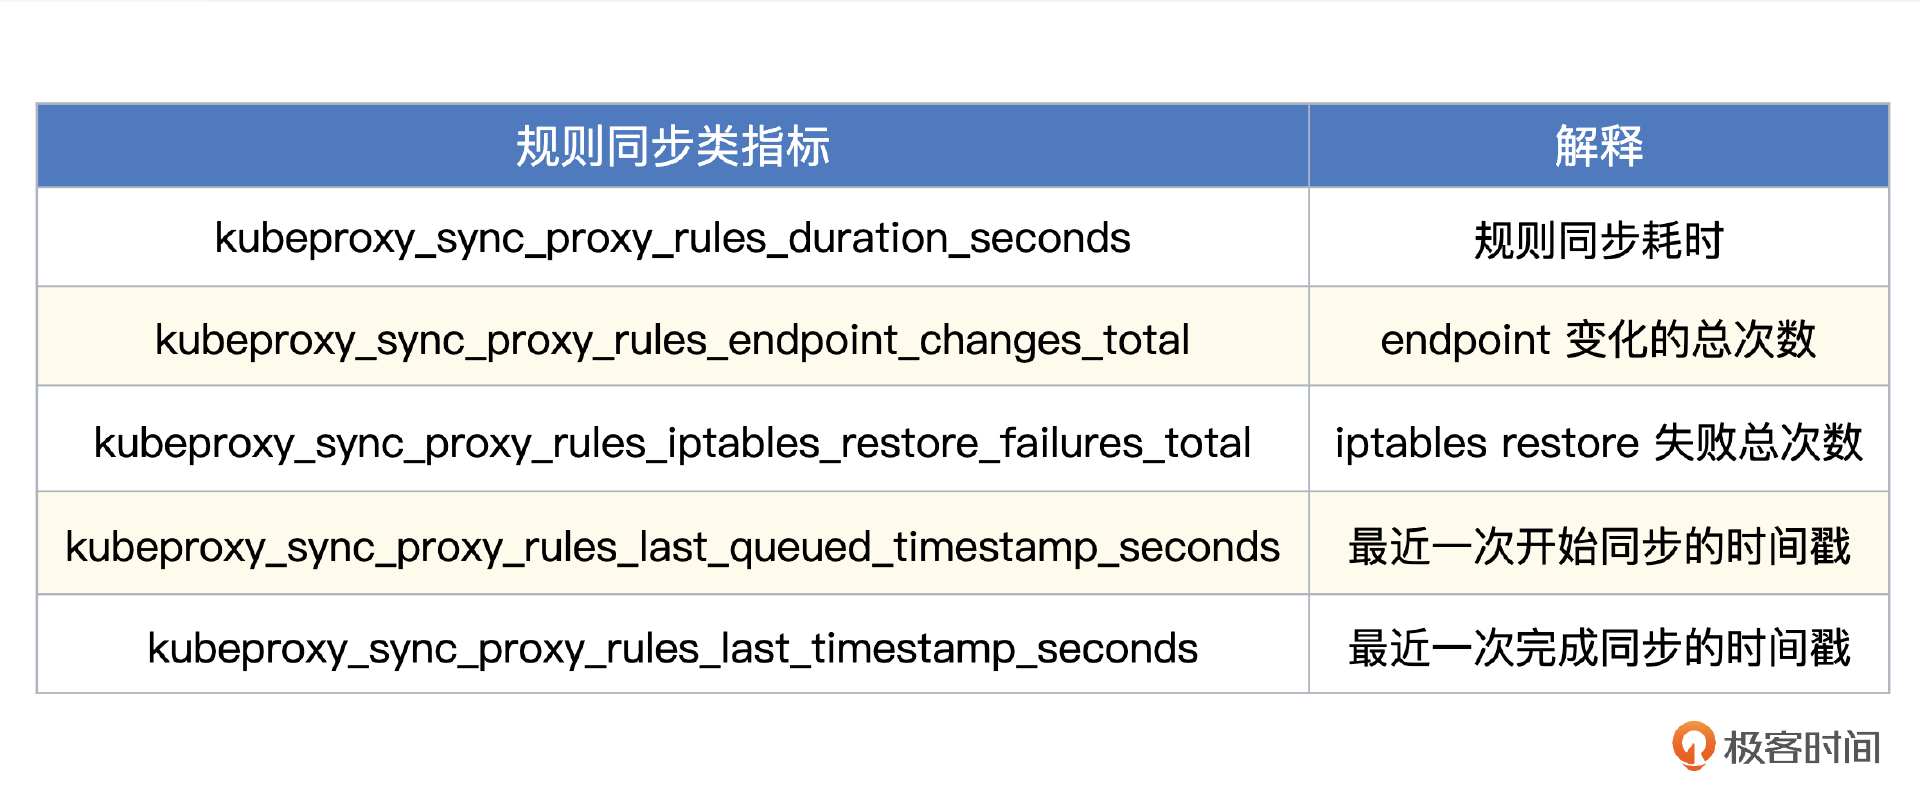 规则同步类指标 解释
kubeproxy_sync_proxy_rules_duration_seconds 规则同步耗时
kubeproxy_sync_proxy_rules_endpoint_changes_total endpoint 变化的总次数
kubeproxy_sync_proxy_rules_iptables_restore_failures_total iptables restore 失败总次数
kubeproxy_sync_proxy_rules_last_queued_timestamp_seconds 最近一次开始同步的时间戳
kubeproxy_sync_proxy_rules_last_timestamp_seconds 最近一次完成同步的时间戳
极客时间